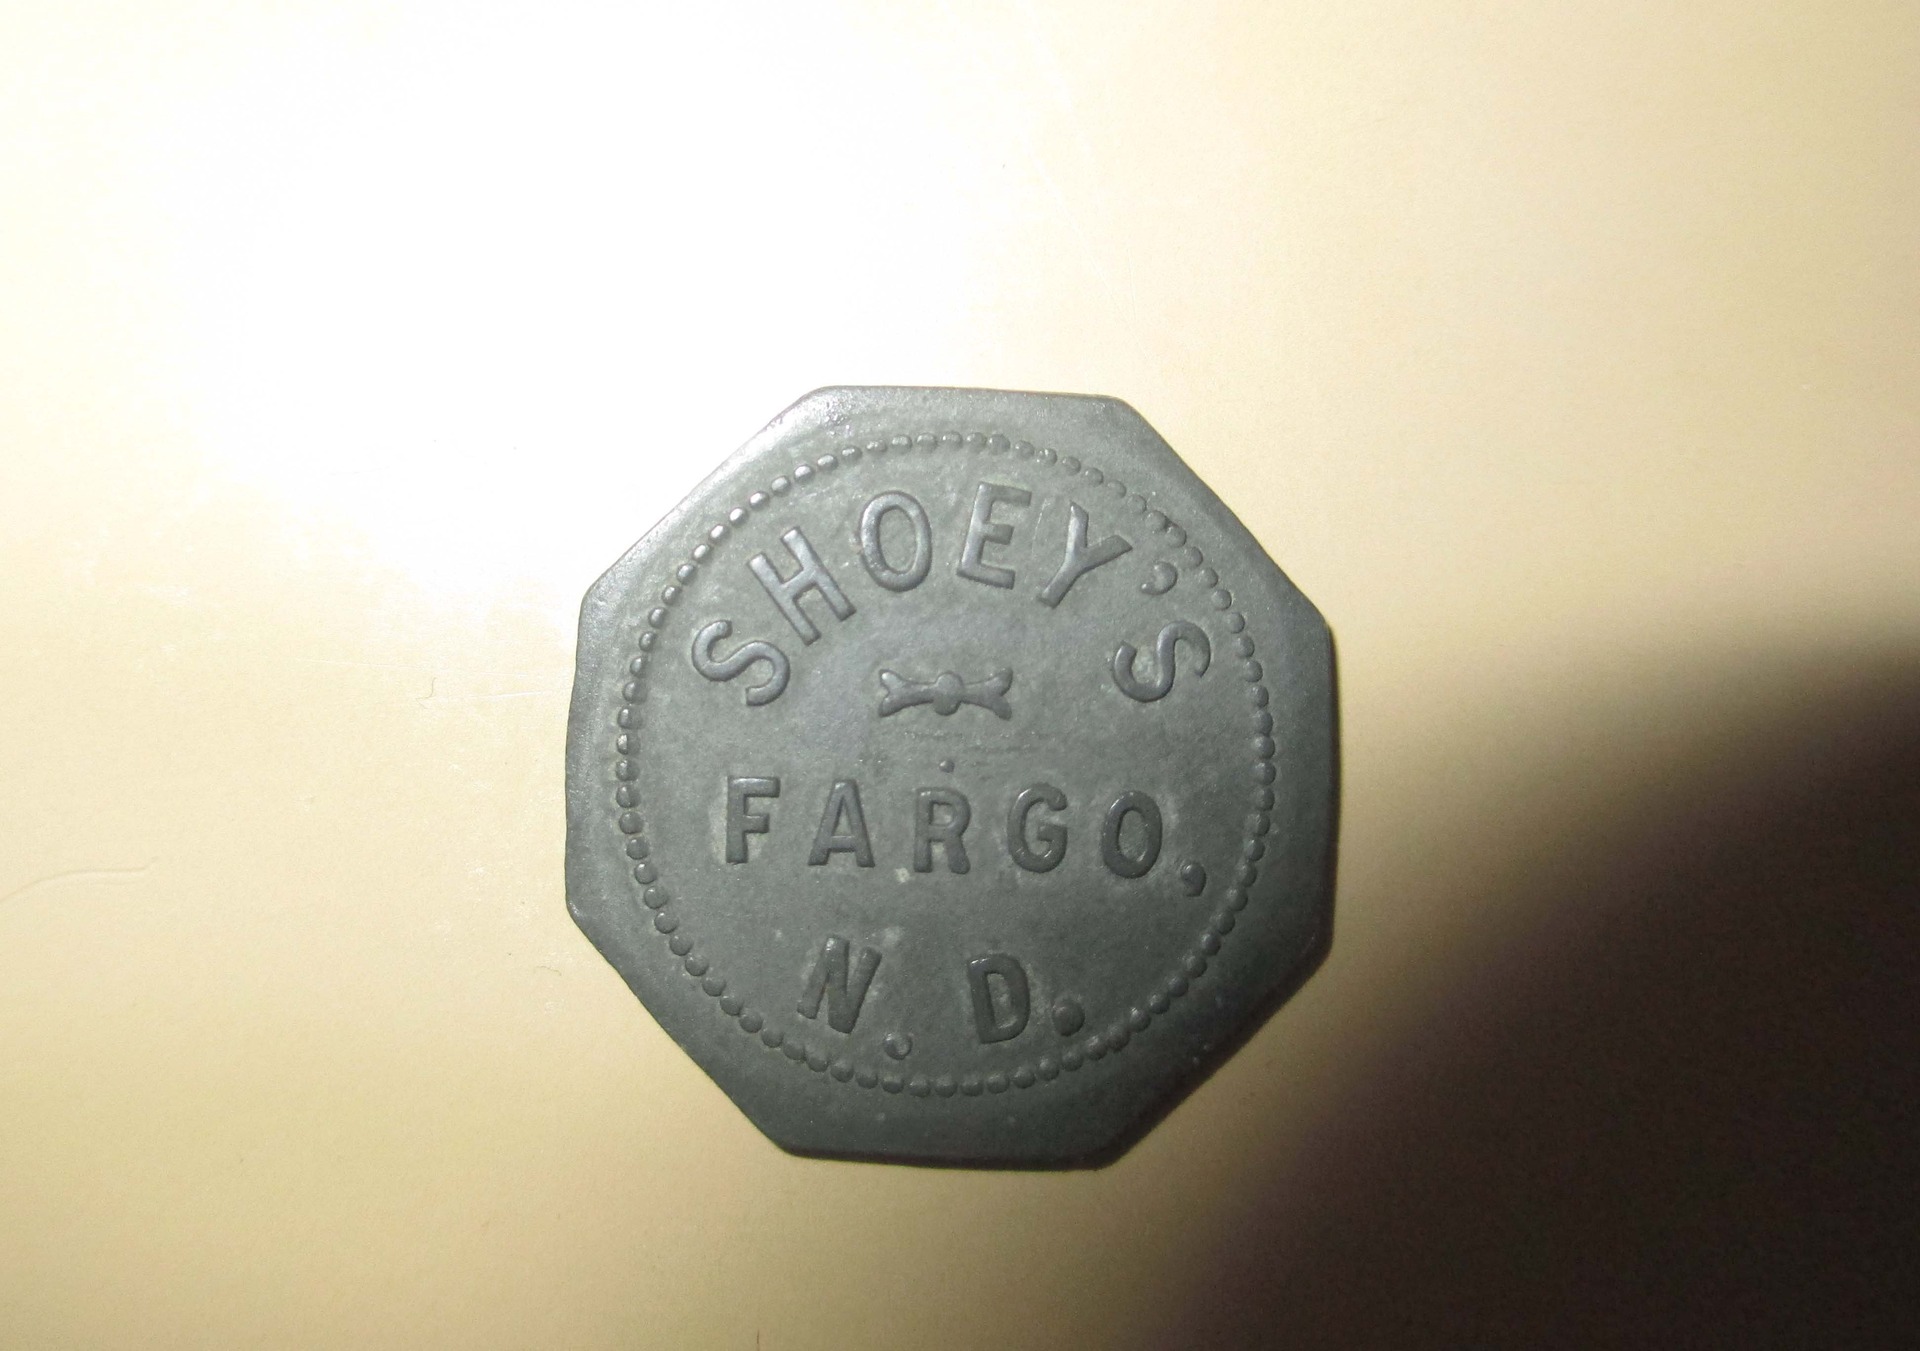 SHOEY'S
FARGO,
N. D.